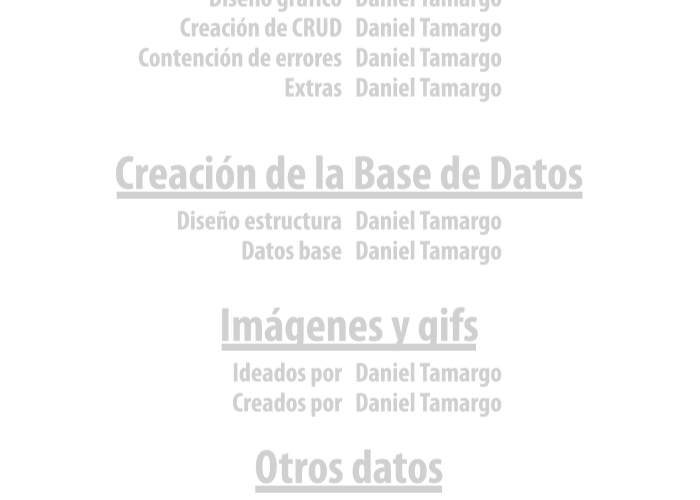 Diseño gráfico Daniel Tamargo
Creación de CRUD Daniel Tamargo
Contención de errores Daniel Tamargo
Extras Daniel Tamargo
Creación de la Base de Datos
Diseño estructura Daniel Tamargo
Datos base Daniel Tamargo
Imágenes y gifs
Ideados por Daniel Tamargo
Creados por Daniel Tamargo
Otros datos